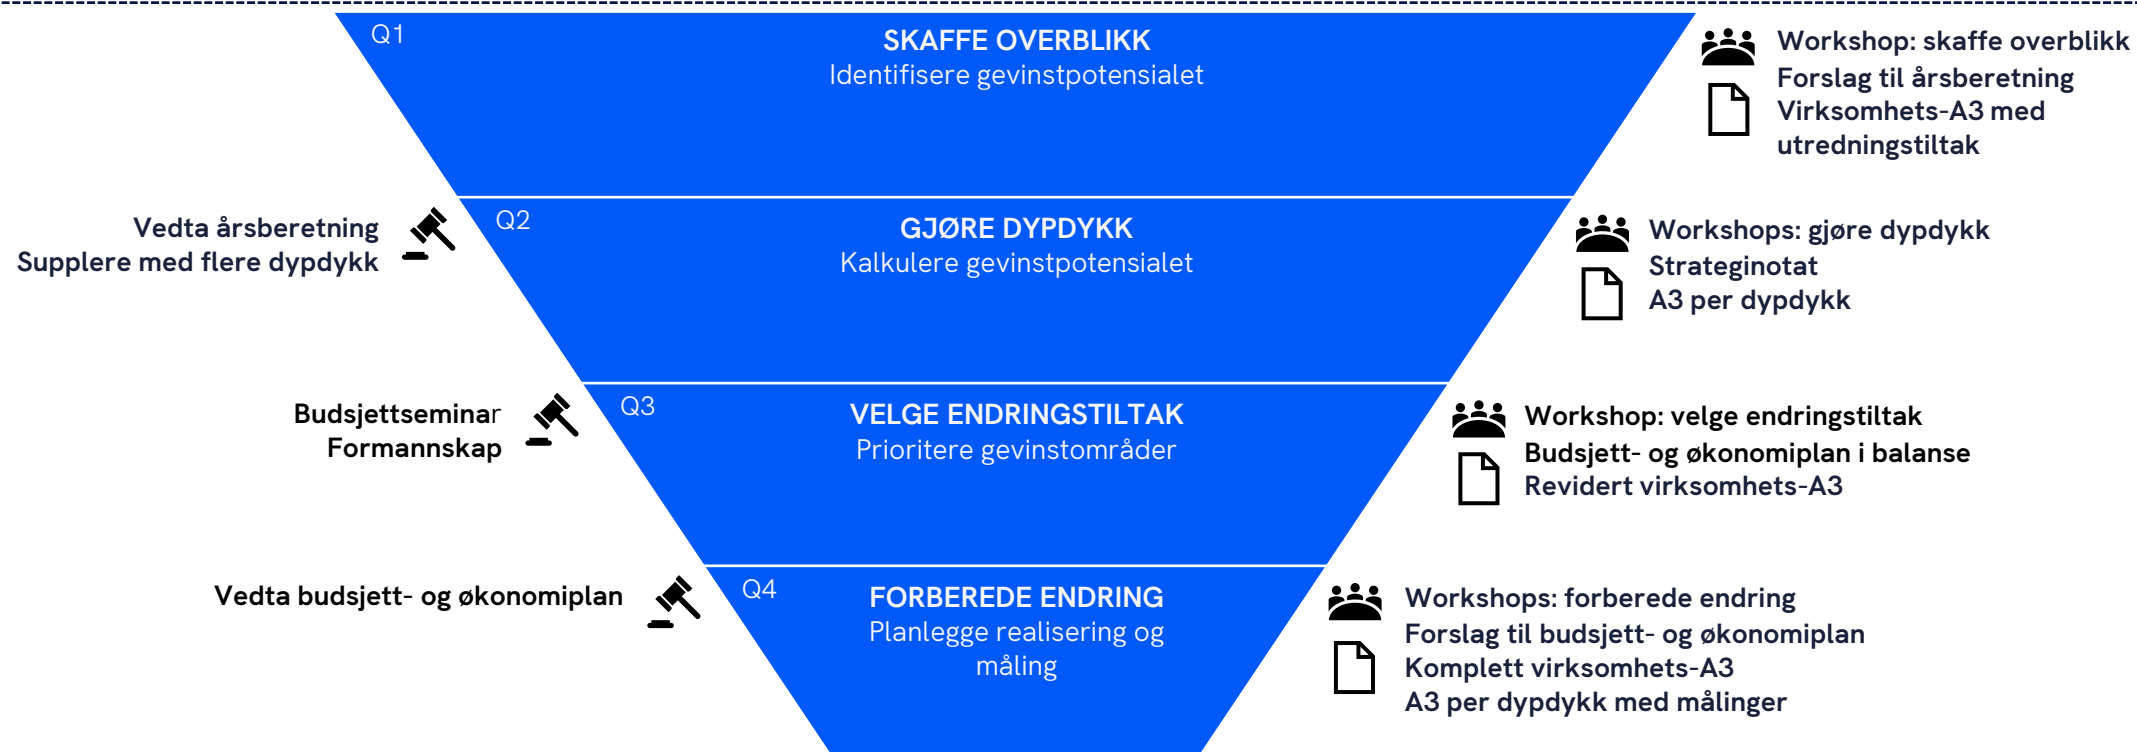 Q1
SKAFFE OVERBLIKK
Identifisere gevinstpotensialet
Workshop: skaffe overblikk
Forslag til årsberetning
Virksomhets-A3 med
utredningstiltak
Vedta årsberetning
Supplere med flere dypdykk
Q2
GJØRE DYPDYKK
Kalkulere gevinstpotensialet
Workshops: gjøre dypdykk
Strateginotat
A3 per dypdykk
Budsjettseminar
Formannskap
Q3
VELGE ENDRINGSTILTAK
Prioritere gevinstområder
Workshop: velge endringstiltak
Budsjett- og økonomiplan i balanse
Revidert virksomhets-A3
Vedta budsjett- og økonomiplan
Q4
FORBEREDE ENDRING
Planlegge realisering og
måling
Workshops: forberede endring
Forslag til budsjett- og økonomiplan
Komplett virksomhets-A3
A3 per dypdykk med målinger